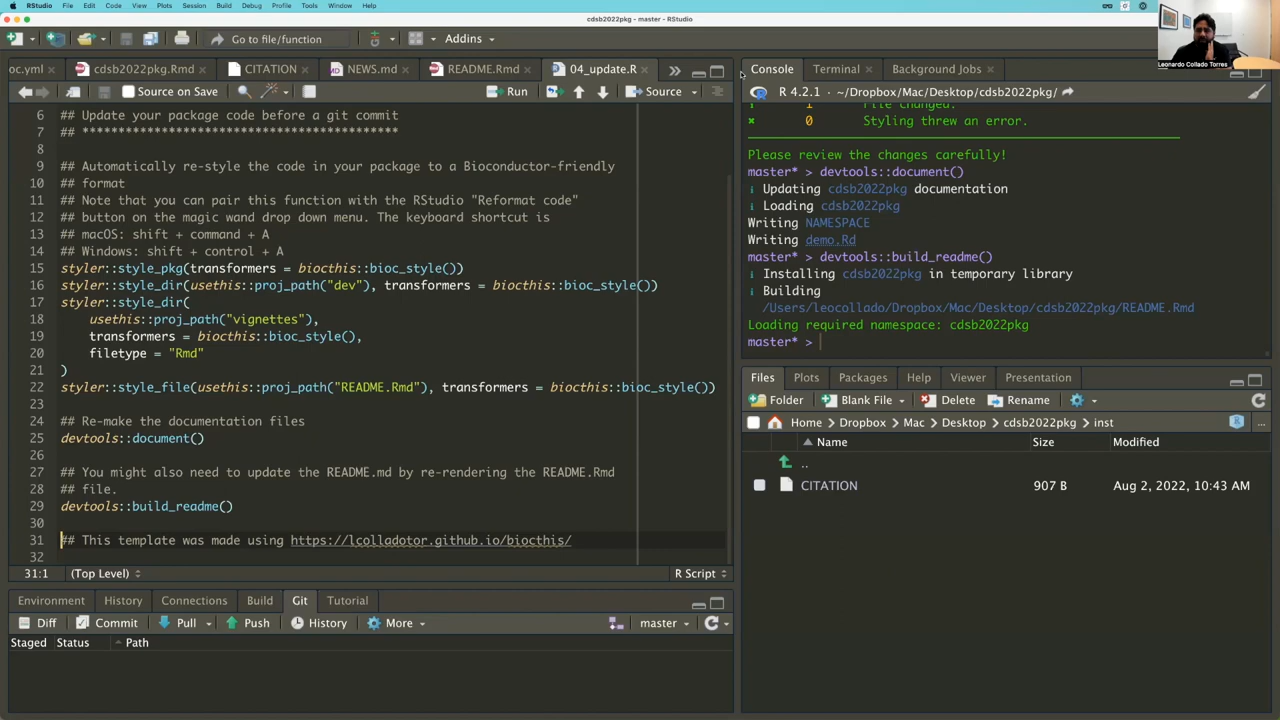 RStudio File Edit Code View Plots Session Build Debug Profile Tools Window Help
cdsb2022pkg - master - RStudio
Go to file/function Addins
oc.yml cdsb2022pkg.Rmd CITATION NEWS.md README.Rmd 04_update.R
Source on Save Run Source
6 ## Update your package code before a git commit
7 ## ******************************************
8
9 ## Automatically re-style the code in your package to a Bioconductor-friendly
10 ## format
11 ## Note that you can pair this function with the RStudio "Reformat code"
12 ## button on the magic wand drop down menu. The keyboard shortcut is
13 ## macOS: shift + command + A
14 ## Windows: shift + control + A
15 styler::style_pkg(transformers = biocthis::bioc_style())
16 styler::style_dir(usethis::proj_path("dev"), transformers = biocthis::bioc_style())
17 styler::style_dir(
18 usethis::proj_path("vignettes"),
19 transformers = biocthis::bioc_style(),
20 filetype = "Rmd"
21 )
22 styler::style_file(usethis::proj_path("README.Rmd"), transformers = biocthis::bioc_style())
23
24 ## Re-make the documentation files
25 devtools::document()
26
27 ## You might also need to update the README.md by re-rendering the README.Rmd
28 ## file.
29 devtools::build_readme()
30
31 ## This template was made using https://lcolladotor.github.io/biocthis/
32
31:1 (Top Level) R Script
Environment History Connections Build Git Tutorial
Diff Commit Pull Push History More master
Staged Status Path
Console Terminal Background Jobs
R 4.2.1 · ~/Dropbox/Mac/Desktop/cdsb2022pkg/
1 File changed.
✖ 0 Styling threw an error.
Please review the changes carefully!
master* > devtools::document()
ℹ Updating cdsb2022pkg documentation
ℹ Loading cdsb2022pkg
Writing NAMESPACE
Writing demo.Rd
master* > devtools::build_readme()
ℹ Installing cdsb2022pkg in temporary library
ℹ Building
/Users/leocollado/Dropbox/Mac/Desktop/cdsb2022pkg/README.Rmd
Loading required namespace: cdsb2022pkg
master* >
Files Plots Packages Help Viewer Presentation
Folder Blank File Delete Rename
Home Dropbox Mac Desktop cdsb2022pkg inst ...
Name Size Modified
..
CITATION 907 B Aug 2, 2022, 10:43 AM
Leonardo Collado Torres